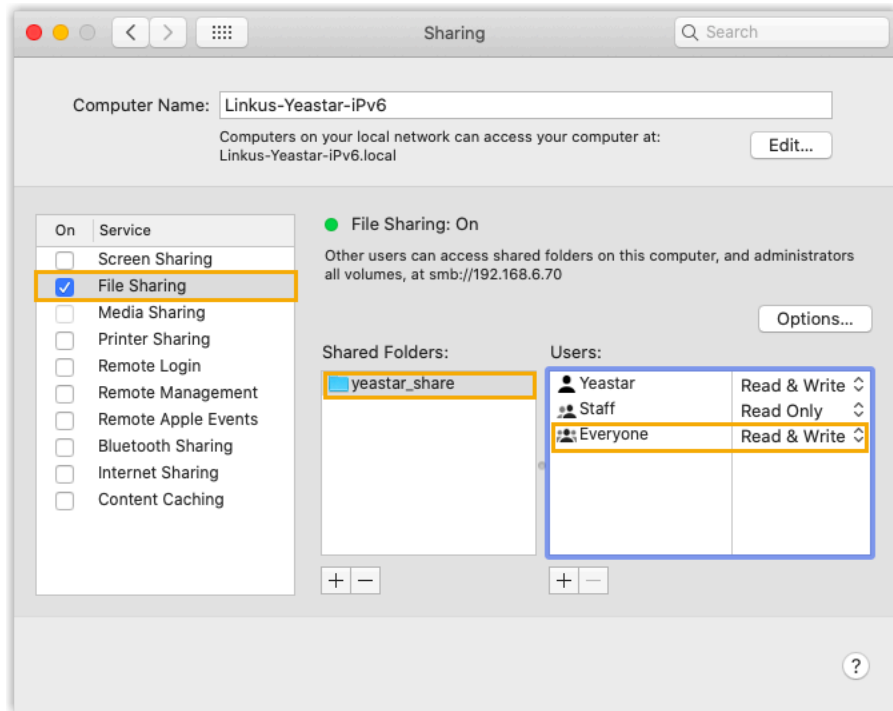 Sharing
Search
Computer Name: Linkus-Yeastar-iPv6
Computers on your local network can access your computer at:
Linkus-Yeastar-iPv6.local
Edit...
On Service
Screen Sharing
File Sharing
Media Sharing
Printer Sharing
Remote Login
Remote Management
Remote Apple Events
Bluetooth Sharing
Internet Sharing
Content Caching
File Sharing: On
Other users can access shared folders on this computer, and administrators
all volumes, at smb://192.168.6.70
Options...
Shared Folders:
yeastar_share
Users:
Yeastar Read & Write
Staff Read Only
Everyone Read & Write
+ −
+ −
?